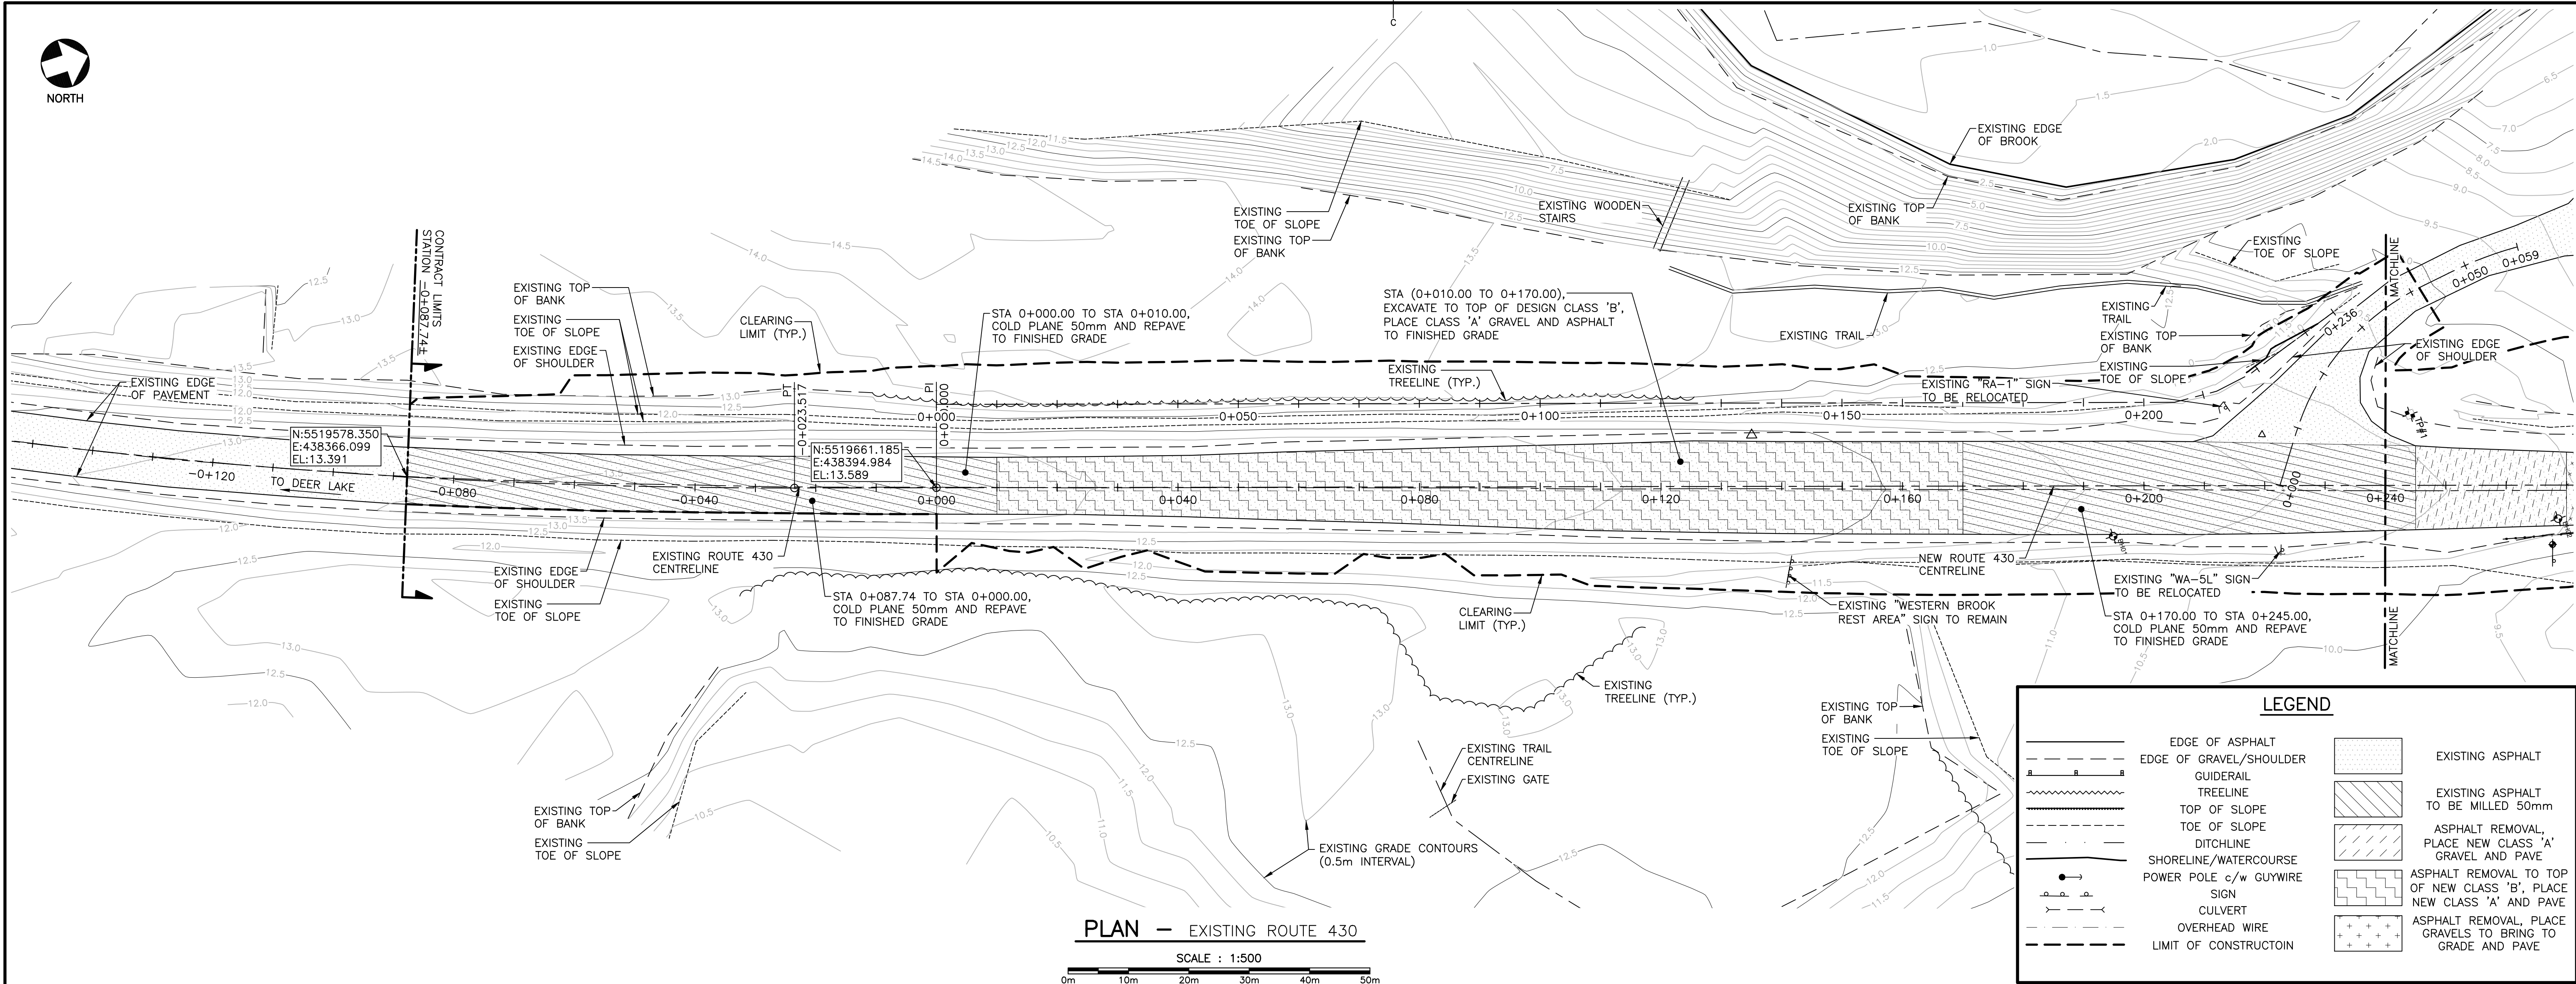 C
NORTH
CONTRACT LIMITS
STATION -0+087.74±
EXISTING EDGE
OF BROOK
EXISTING
TOE OF SLOPE
EXISTING TOP
OF BANK
EXISTING WOODEN
STAIRS
EXISTING TOP
OF BANK
EXISTING
TOE OF SLOPE
MATCHLINE
0+050
0+059
EXISTING TOP
OF BANK
EXISTING
TOE OF SLOPE
EXISTING EDGE
OF SHOULDER
CLEARING
LIMIT (TYP.)
STA 0+000.00 TO STA 0+010.00,
COLD PLANE 50mm AND REPAVE
TO FINISHED GRADE
STA (0+010.00 TO 0+170.00),
EXCAVATE TO TOP OF DESIGN CLASS 'B',
PLACE CLASS 'A' GRAVEL AND ASPHALT
TO FINISHED GRADE
EXISTING TRAIL
EXISTING
TRAIL
EXISTING TOP
OF BANK
EXISTING
TOE OF SLOPE
0+236
EXISTING EDGE
OF SHOULDER
EXISTING EDGE
OF PAVEMENT
EXISTING
TREELINE (TYP.)
EXISTING "RA-1" SIGN
TO BE RELOCATED
PT
-0+023.517
PI
0+000.000
0+000
0+050
0+100
0+150
0+200
TP#1
N:5519578.350
E:438366.099
EL:13.391
N:5519661.185
E:438394.984
EL:13.589
-0+120
TO DEER LAKE
-0+080
-0+040
0+000
0+040
0+080
0+120
0+160
0+200
0+000
0+240
EXISTING EDGE
OF SHOULDER
EXISTING
TOE OF SLOPE
EXISTING ROUTE 430
CENTRELINE
STA 0+087.74 TO STA 0+000.00,
COLD PLANE 50mm AND REPAVE
TO FINISHED GRADE
CLEARING
LIMIT (TYP.)
NEW ROUTE 430
CENTRELINE
EXISTING "WESTERN BROOK
REST AREA" SIGN TO REMAIN
EXISTING "WA-5L" SIGN
TO BE RELOCATED
STA 0+170.00 TO STA 0+245.00,
COLD PLANE 50mm AND REPAVE
TO FINISHED GRADE
MATCHLINE
EXISTING
TREELINE (TYP.)
EXISTING TOP
OF BANK
EXISTING
TOE OF SLOPE
EXISTING TRAIL
CENTRELINE
EXISTING GATE
EXISTING TOP
OF BANK
EXISTING
TOE OF SLOPE
EXISTING GRADE CONTOURS
(0.5m INTERVAL)
PLAN - EXISTING ROUTE 430
SCALE : 1:500
0m 10m 20m 30m 40m 50m
LEGEND
EDGE OF ASPHALT
EDGE OF GRAVEL/SHOULDER
GUIDERAIL
TREELINE
TOP OF SLOPE
TOE OF SLOPE
DITCHLINE
SHORELINE/WATERCOURSE
POWER POLE c/w GUYWIRE
SIGN
CULVERT
OVERHEAD WIRE
LIMIT OF CONSTRUCTOIN
EXISTING ASPHALT
EXISTING ASPHALT
TO BE MILLED 50mm
ASPHALT REMOVAL,
PLACE NEW CLASS 'A'
GRAVEL AND PAVE
ASPHALT REMOVAL TO TOP
OF NEW CLASS 'B', PLACE
NEW CLASS 'A' AND PAVE
ASPHALT REMOVAL, PLACE
GRAVELS TO BRING TO
GRADE AND PAVE